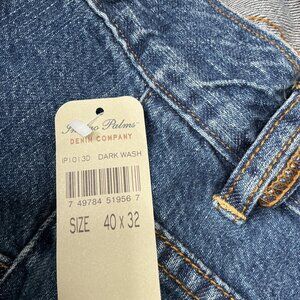 Palms
DENIM COMPANY
IP1013D DARK WASH
7 49784 51956 7
SIZE 40 x 32